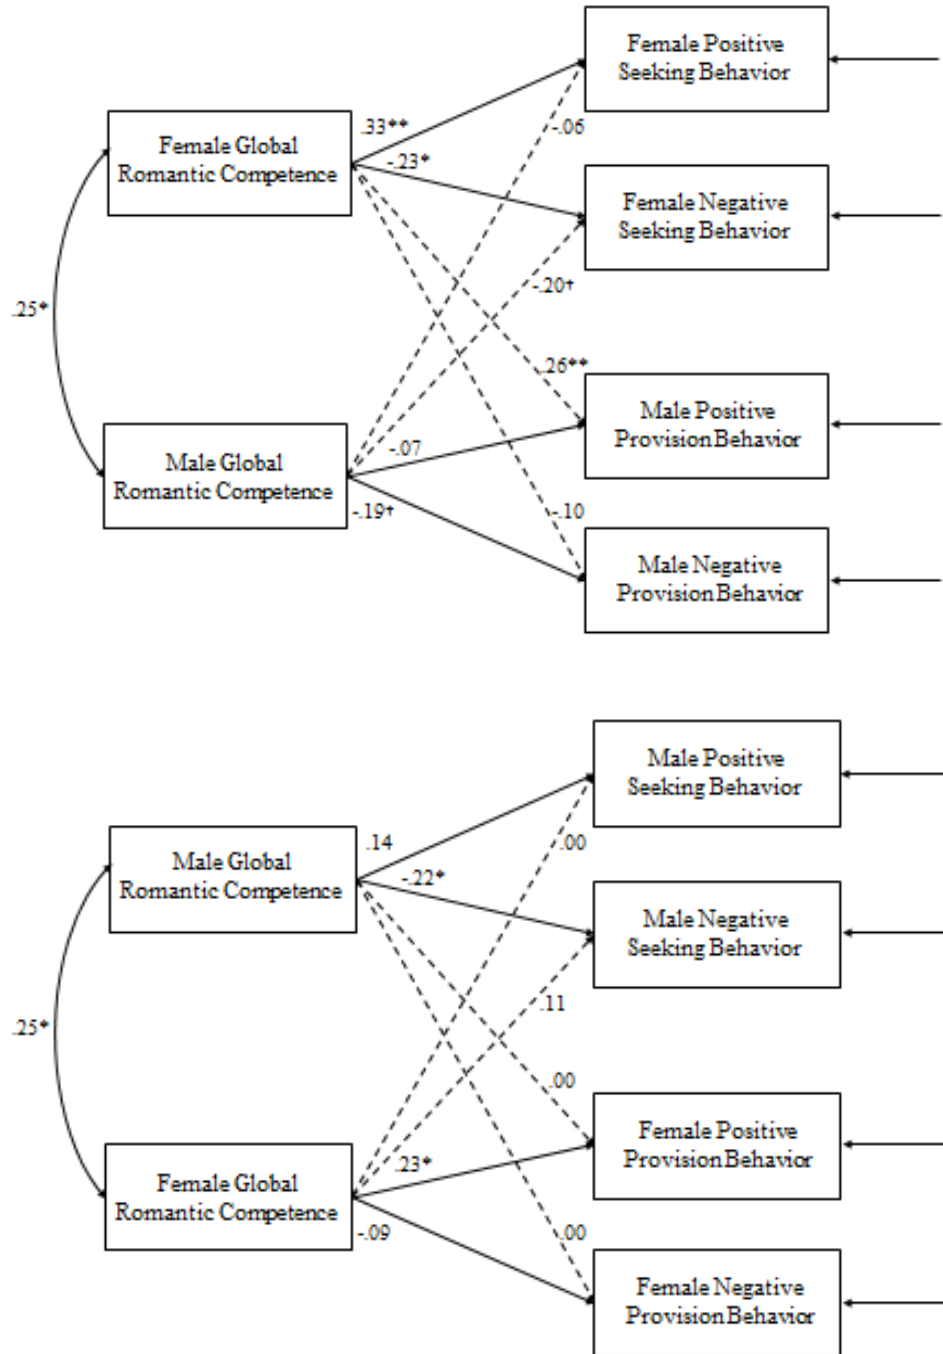 Female Positive
Seeking Behavior
-.06
.33**
-.23*
Female Global
Romantic Competence
Female Negative
Seeking Behavior
-.20†
.25*
.26**
Male Positive
Provision Behavior
-.07
Male Global
Romantic Competence
-.19†
-.10
Male Negative
Provision Behavior
Male Positive
Seeking Behavior
.14
.00
-.22*
Male Global
Romantic Competence
Male Negative
Seeking Behavior
.11
.25*
.00
Female Positive
Provision Behavior
.23*
Female Global
Romantic Competence
-.09
.00
Female Negative
Provision Behavior